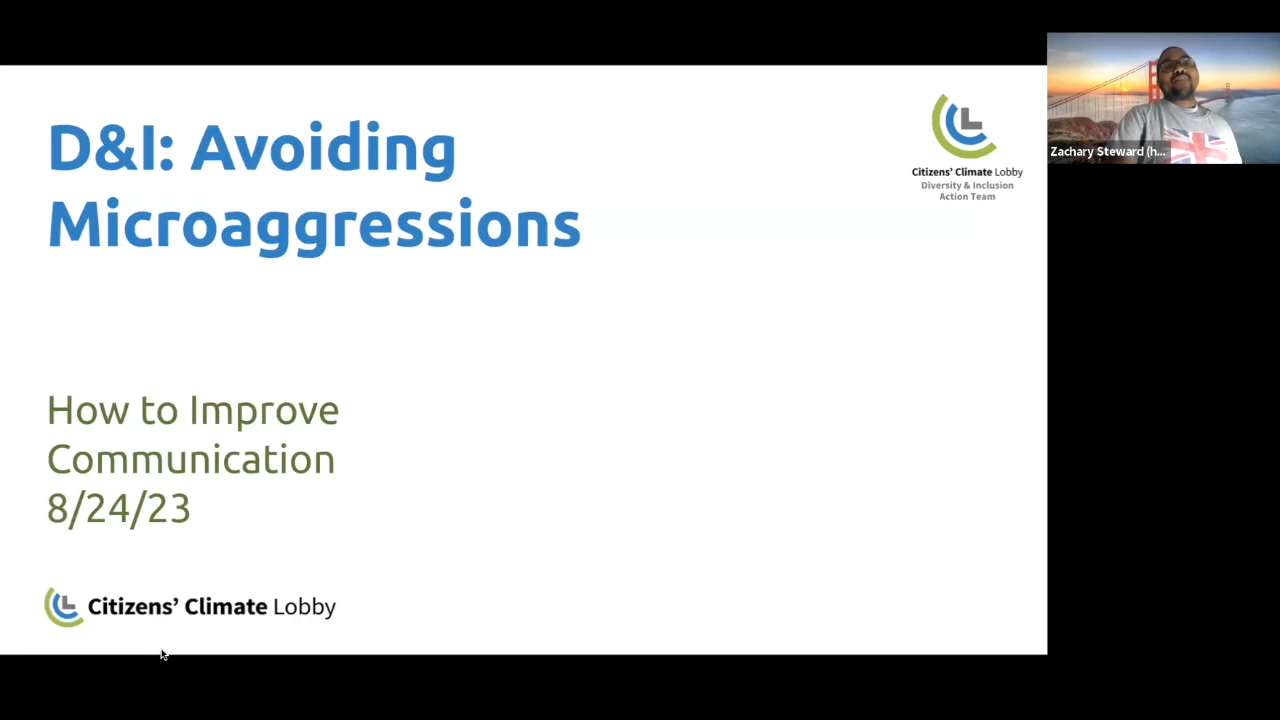 D&I: Avoiding
Microaggressions
Citizens’ Climate Lobby
Diversity & Inclusion
Action Team
Zachary Steward (h...
How to Improve
Communication
8/24/23
Citizens’ Climate Lobby